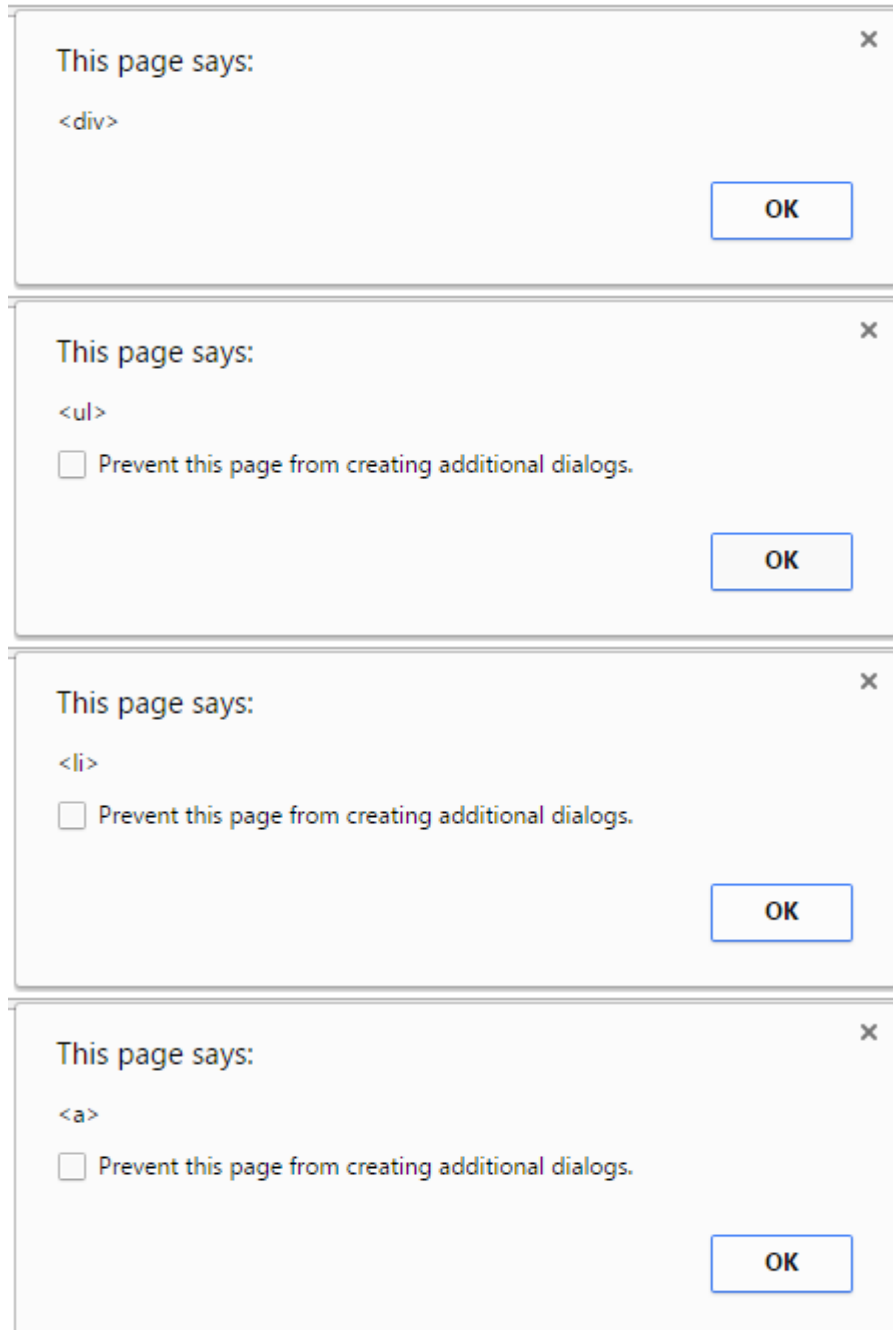 This page says:
<div>
OK
This page says:
<ul>
Prevent this page from creating additional dialogs.
OK
This page says:
<li>
Prevent this page from creating additional dialogs.
OK
This page says:
<a>
Prevent this page from creating additional dialogs.
OK